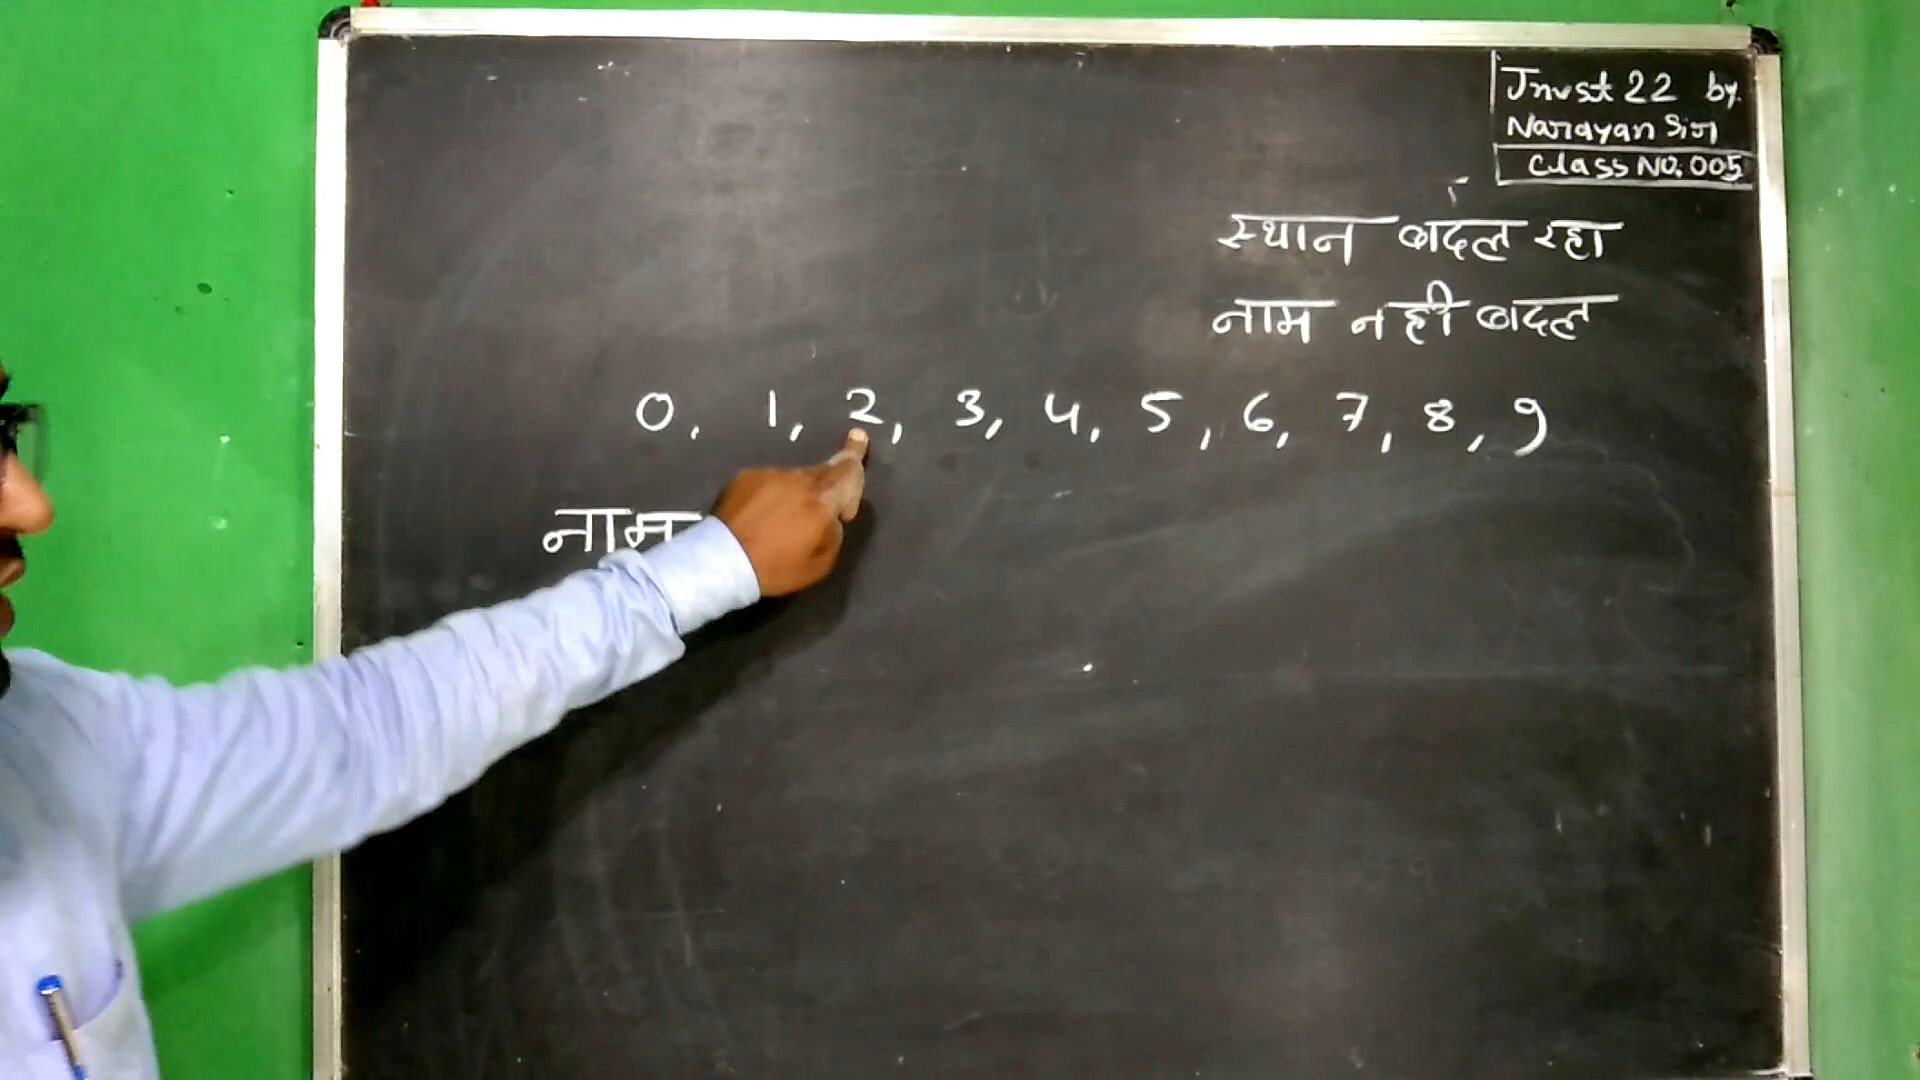 Jnvst 22 by.
Narayan Sir
Class NO. 005
स्थान बदल रहा
नाम नही बदल
0, 1, 2, 3, 4, 5, 6, 7, 8, 9
नाम